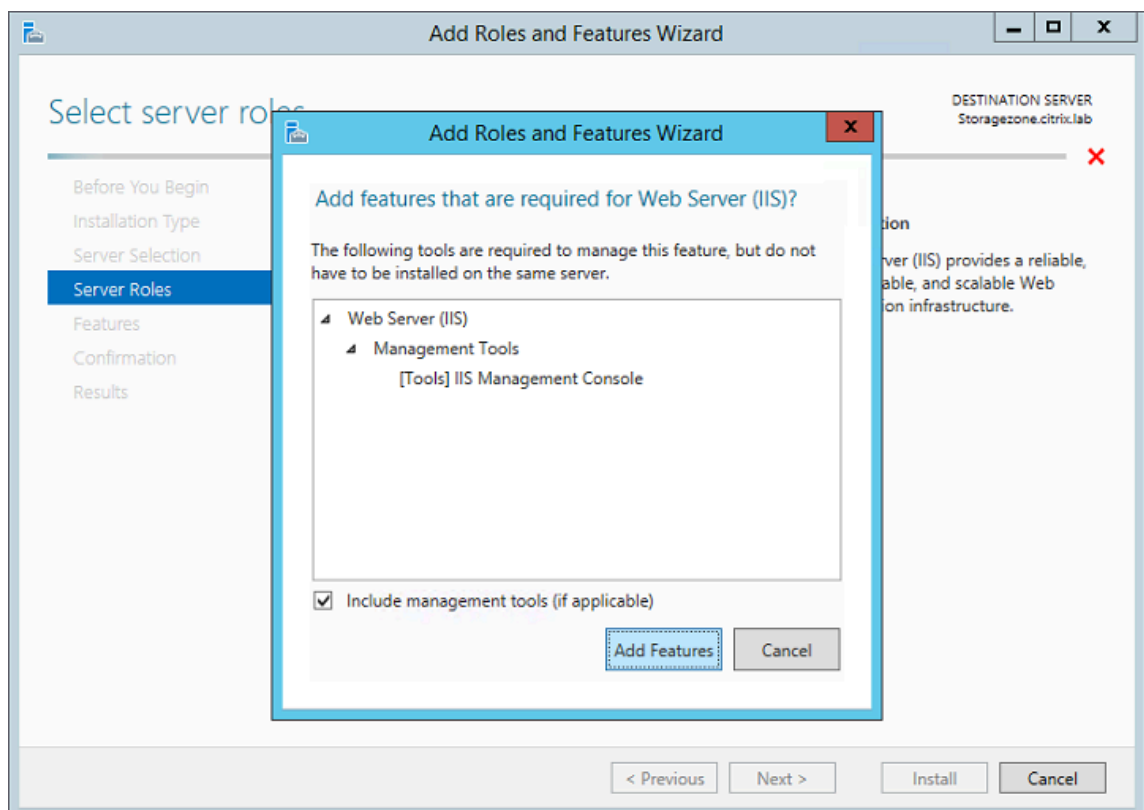 Add Roles and Features Wizard
Select server roles
DESTINATION SERVER
Storagezone.citrix.lab
Before You Begin
Installation Type
Server Selection
Server Roles
Features
Confirmation
Results
Add Roles and Features Wizard
Add features that are required for Web Server (IIS)?
The following tools are required to manage this feature, but do not
have to be installed on the same server.
Web Server (IIS)
Management Tools
[Tools] IIS Management Console
Include management tools (if applicable)
Add Features
Cancel
tion
rver (IIS) provides a reliable,
able, and scalable Web
ion infrastructure.
< Previous
Next >
Install
Cancel